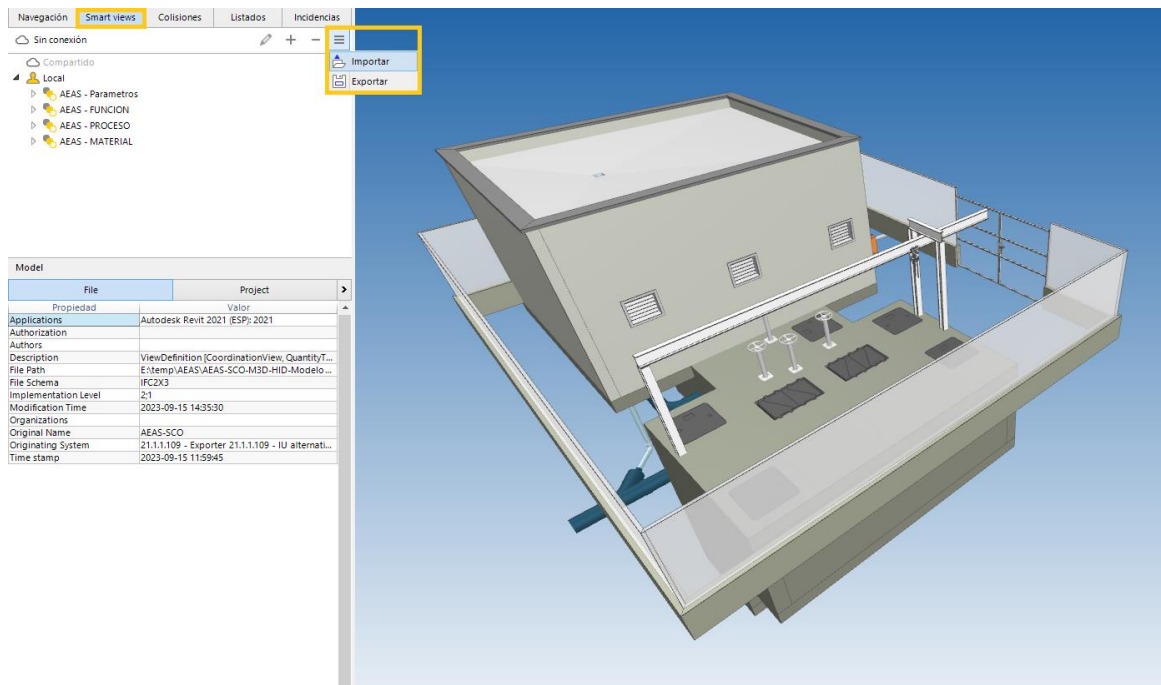 Navegación Smart views Colisiones Listados Incidencias
Sin conexión
Importar
Exportar
Compartido
Local
AEAS - Parametros
AEAS - FUNCION
AEAS - PROCESO
AEAS - MATERIAL
Model
File Project
Propiedad Valor
Applications Autodesk Revit 2021 (ESP): 2021
Authorization
Authors
Description ViewDefinition [CoordinationView, QuantityT...
File Path E:\temp\AEAS\AEAS-SCO-M3D-HID-Modelo ...
File Schema IFC2X3
Implementation Level 2;1
Modification Time 2023-09-15 14:35:30
Organizations
Original Name AEAS-SCO
Originating System 21.1.1.109 - Exporter 21.1.1.109 - IU alternati...
Time stamp 2023-09-15 11:59:45